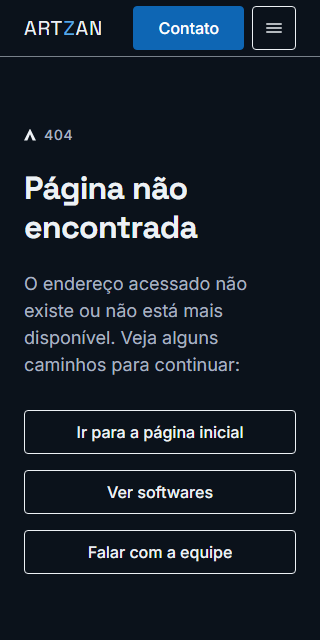 ARTZAN
Contato
404
Página não
encontrada
O endereço acessado não
existe ou não está mais
disponível. Veja alguns
caminhos para continuar:
Ir para a página inicial
Ver softwares
Falar com a equipe